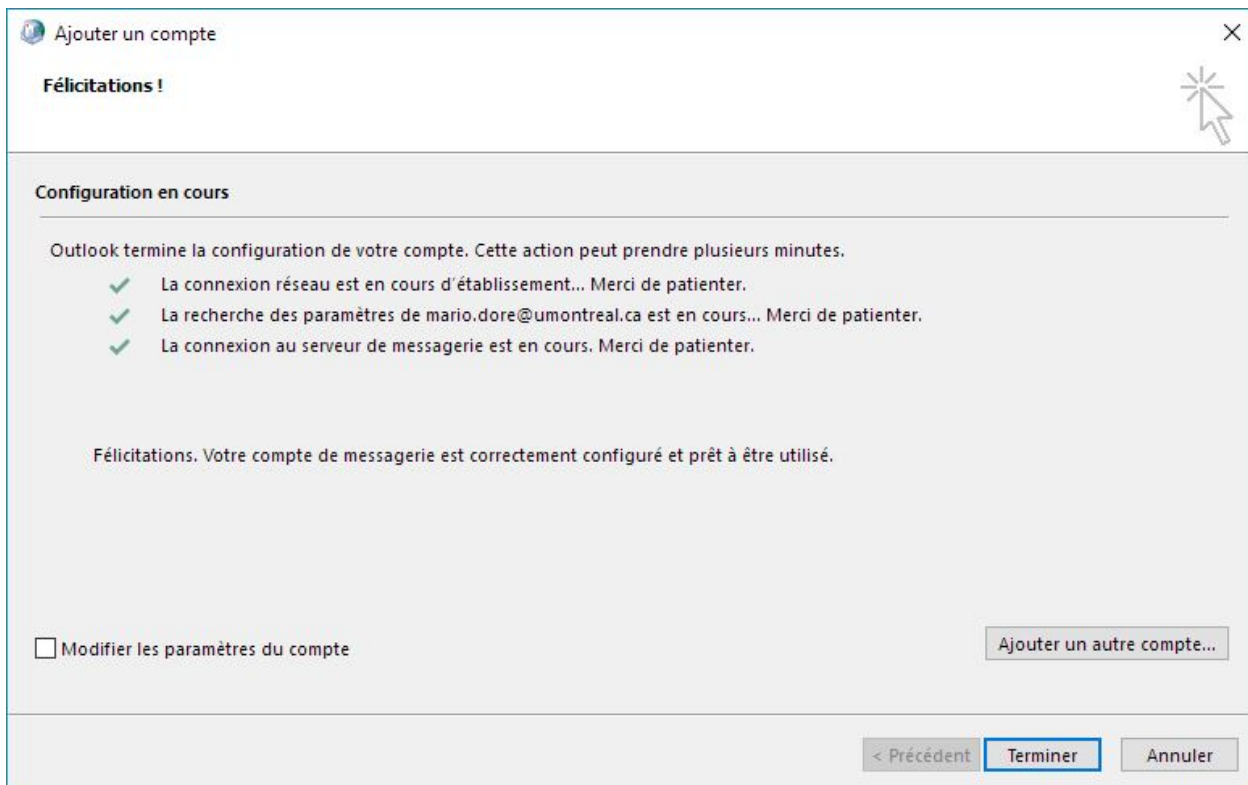 Ajouter un compte
Félicitations !
Configuration en cours
Outlook termine la configuration de votre compte. Cette action peut prendre plusieurs minutes.
La connexion réseau est en cours d'établissement... Merci de patienter.
La recherche des paramètres de mario.dore@umontreal.ca est en cours... Merci de patienter.
La connexion au serveur de messagerie est en cours. Merci de patienter.
Félicitations. Votre compte de messagerie est correctement configuré et prêt à être utilisé.
Modifier les paramètres du compte
Ajouter un autre compte...
< Précédent
Terminer
Annuler